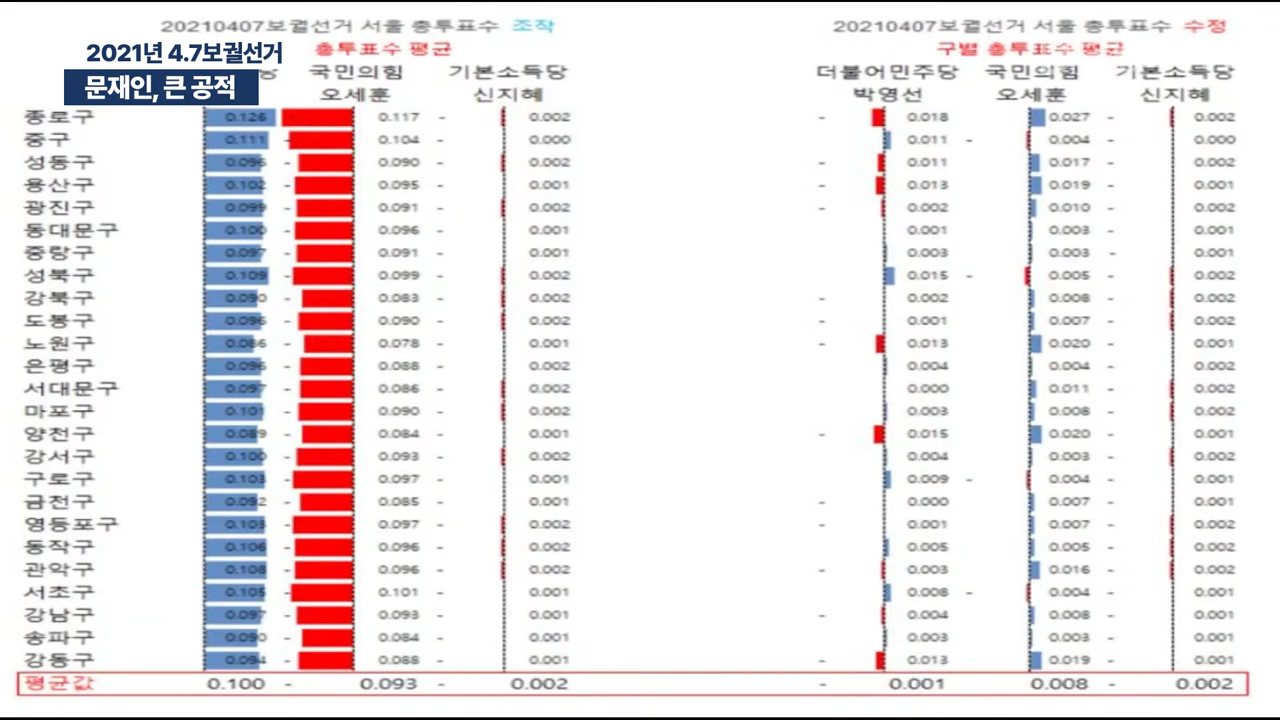 20210407보궐선거 서울 총투표수 조작 20210407보궐선거 서울 총투표수 수정
2021년 4.7보궐선거 총투표수 평균 구별 총투표수 평균
문재인, 큰 공적
국민의힘 기본소득당 더불어민주당 국민의힘 기본소득당
오세훈 신지혜 박영선 오세훈 신지혜
종로구 0.126 - 0.117 - 0.002 - 0.018 0.027 - 0.002
중구 0.111 - 0.104 - 0.000 0.011 - 0.004 0.000
성동구 0.096 - 0.090 - 0.002 - 0.011 0.017 - 0.002
용산구 0.102 - 0.095 - 0.001 - 0.013 0.019 - 0.001
광진구 0.099 - 0.091 - 0.002 - 0.002 0.010 - 0.002
동대문구 0.100 - 0.096 - 0.001 0.001 0.003 - 0.001
중랑구 0.097 - 0.091 - 0.001 0.003 0.003 - 0.001
성북구 0.109 - 0.099 - 0.002 0.015 - 0.005 - 0.002
강북구 0.090 - 0.083 - 0.002 - 0.002 0.008 - 0.002
도봉구 0.096 - 0.090 - 0.002 - 0.001 0.007 - 0.002
노원구 0.086 - 0.078 - 0.001 - 0.013 0.020 - 0.001
은평구 0.096 - 0.088 - 0.001 0.004 0.004 - 0.001
서대문구 0.097 - 0.086 - 0.002 0.000 0.011 - 0.002
마포구 0.101 - 0.090 - 0.002 0.003 0.008 - 0.002
양천구 0.089 - 0.084 - 0.001 - 0.015 0.020 - 0.001
강서구 0.100 - 0.093 - 0.002 0.004 0.003 - 0.002
구로구 0.103 - 0.097 - 0.001 0.009 - 0.004 - 0.001
금천구 0.092 - 0.085 - 0.001 - 0.000 0.007 - 0.001
영등포구 0.103 - 0.097 - 0.002 - 0.001 0.007 - 0.002
동작구 0.106 - 0.096 - 0.002 0.005 0.005 - 0.002
관악구 0.108 - 0.096 - 0.002 - 0.003 0.016 - 0.002
서초구 0.105 - 0.101 - 0.001 0.008 - 0.004 - 0.001
강남구 0.097 - 0.093 - 0.001 - 0.004 0.008 - 0.001
송파구 0.090 - 0.084 - 0.001 0.003 0.003 - 0.001
강동구 0.094 - 0.088 - 0.001 - 0.013 0.019 - 0.001
평균값 0.100 - 0.093 - 0.002 - 0.001 0.008 - 0.002